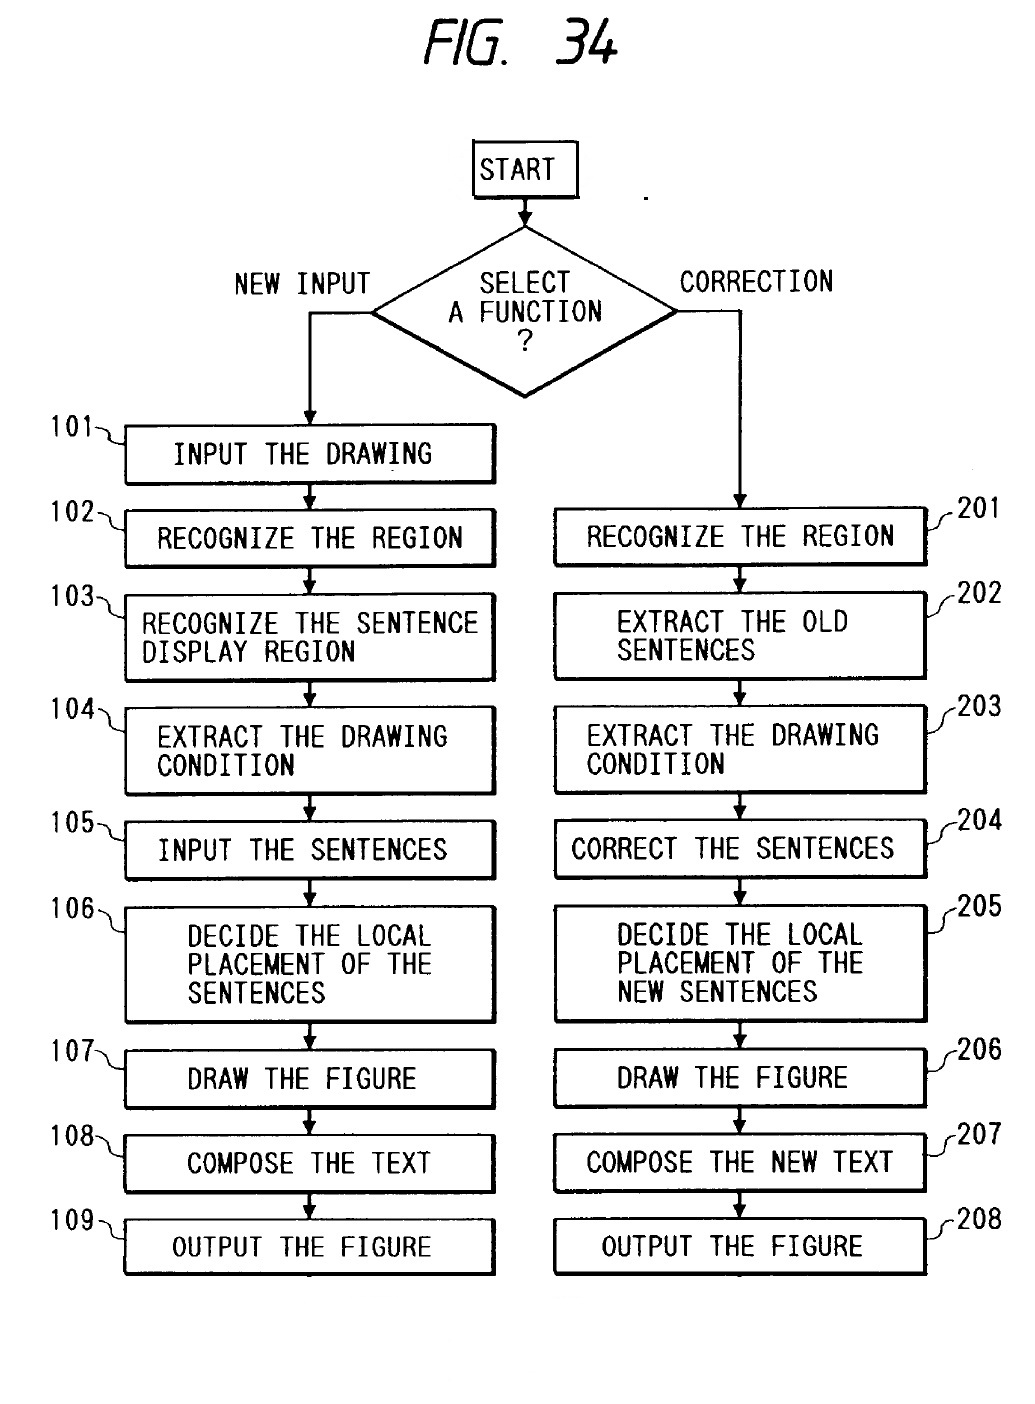 FIG. 34
START
SELECT
A FUNCTION
?
NEW INPUT
CORRECTION
101
INPUT THE DRAWING
102
RECOGNIZE THE REGION
103
RECOGNIZE THE SENTENCE
DISPLAY REGION
104
EXTRACT THE DRAWING
CONDITION
105
INPUT THE SENTENCES
106
DECIDE THE LOCAL
PLACEMENT OF THE
SENTENCES
107
DRAW THE FIGURE
108
COMPOSE THE TEXT
109
OUTPUT THE FIGURE
201
RECOGNIZE THE REGION
202
EXTRACT THE OLD
SENTENCES
203
EXTRACT THE DRAWING
CONDITION
204
CORRECT THE SENTENCES
205
DECIDE THE LOCAL
PLACEMENT OF THE
NEW SENTENCES
206
DRAW THE FIGURE
207
COMPOSE THE NEW TEXT
208
OUTPUT THE FIGURE